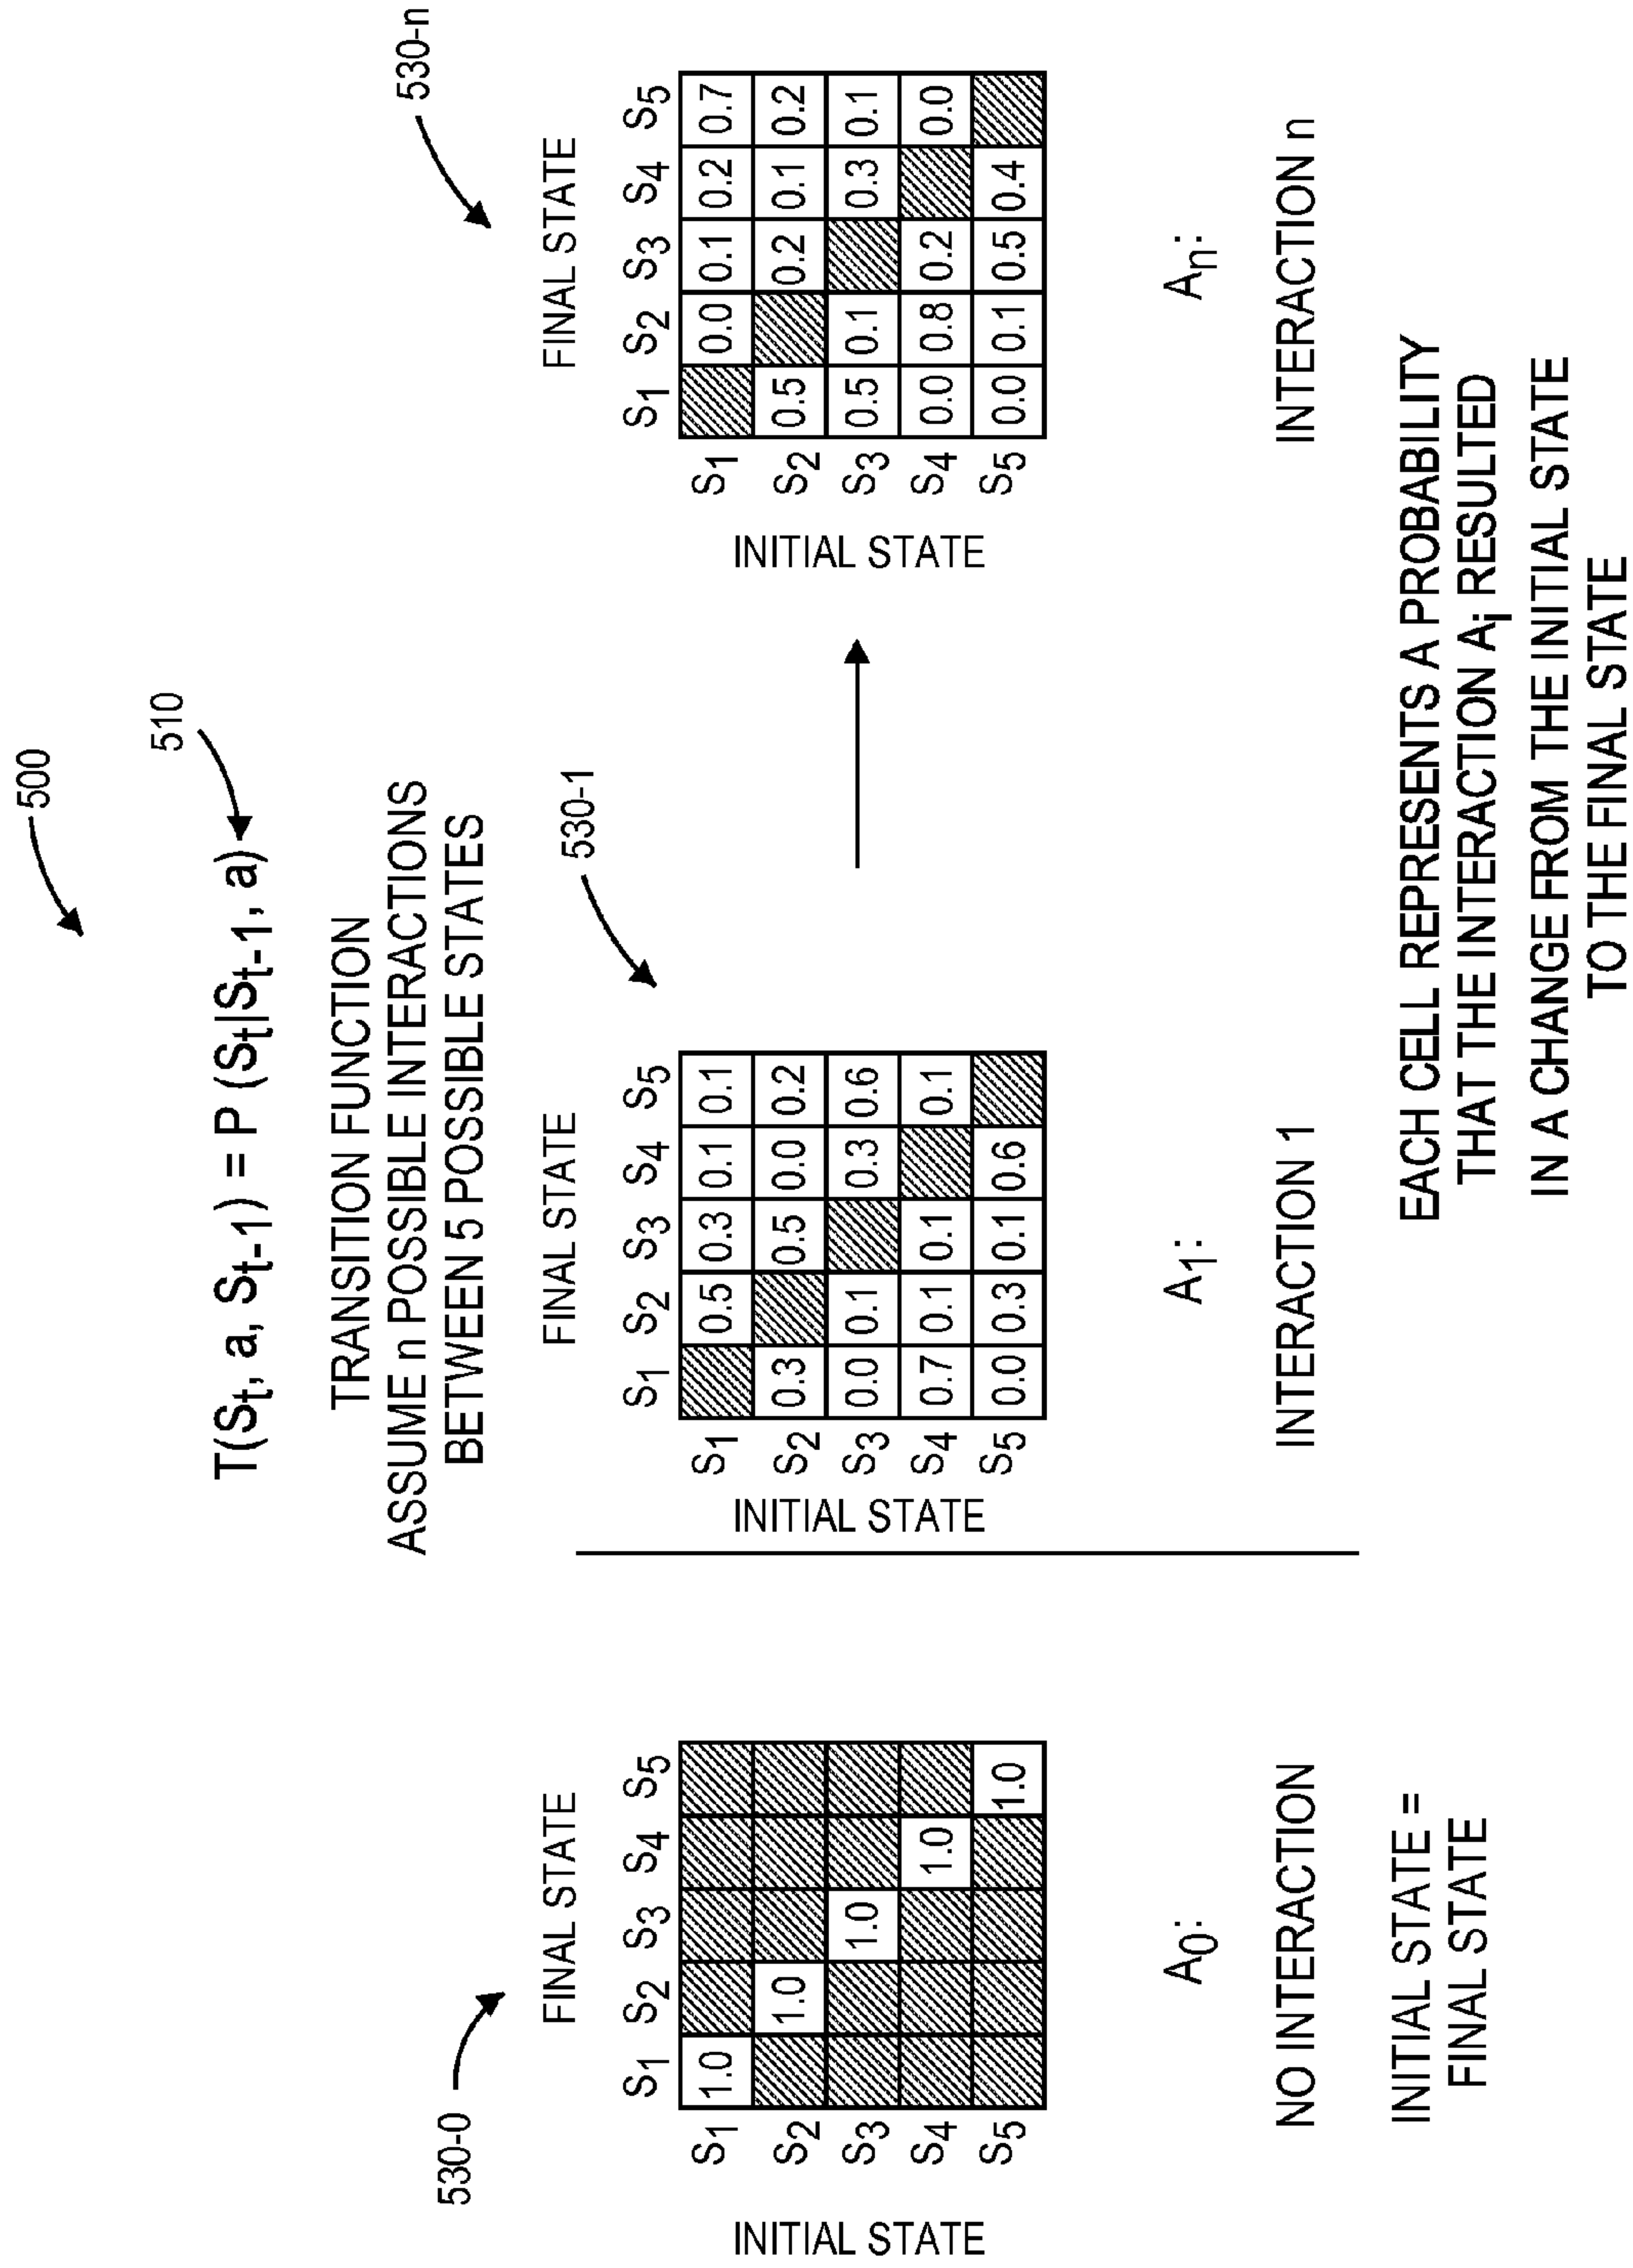 500
510
T(St, a, St-1) = P (St|St-1, a)
TRANSITION FUNCTION
ASSUME n POSSIBLE INTERACTIONS
BETWEEN 5 POSSIBLE STATES
530-0
FINAL STATE
S1 S2 S3 S4 S5
INITIAL STATE
S1 1.0
S2 1.0
S3 1.0
S4 1.0
S5 1.0
A0:
NO INTERACTION
INITIAL STATE =
FINAL STATE
530-1
FINAL STATE
S1 S2 S3 S4 S5
INITIAL STATE
S1 0.5 0.3 0.1 0.1
S2 0.3 0.5 0.0 0.2
S3 0.0 0.1 0.3 0.6
S4 0.7 0.1 0.1 0.1
S5 0.0 0.3 0.1 0.6
A1:
INTERACTION 1
530-n
FINAL STATE
S1 S2 S3 S4 S5
INITIAL STATE
S1 0.0 0.1 0.2 0.7
S2 0.5 0.2 0.1 0.2
S3 0.5 0.1 0.3 0.1
S4 0.0 0.8 0.2 0.0
S5 0.0 0.1 0.5 0.4
An:
INTERACTION n
EACH CELL REPRESENTS A PROBABILITY
THAT THE INTERACTION Ai RESULTED
IN A CHANGE FROM THE INITIAL STATE
TO THE FINAL STATE